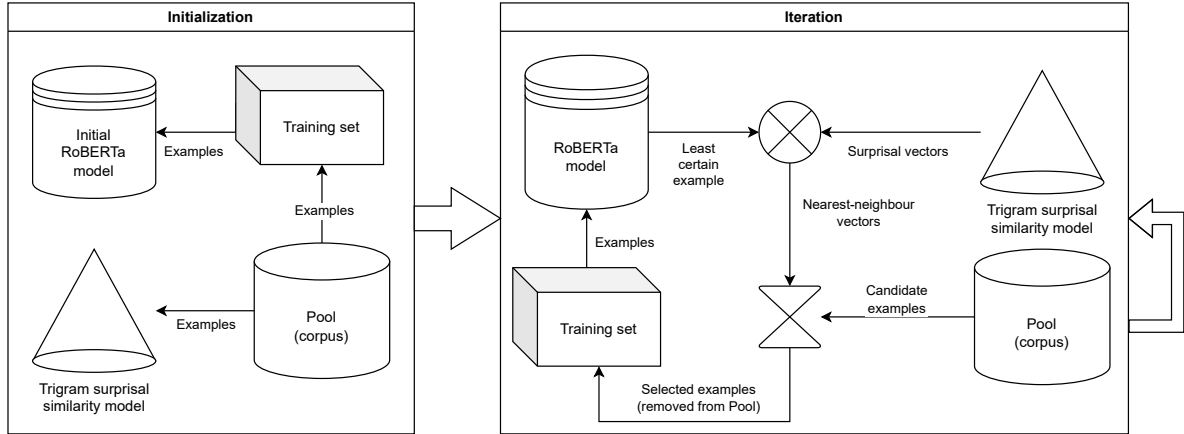 Initialization
Initial
RoBERTa
model
Examples
Training set
Examples
Trigram surprisal
similarity model
Examples
Pool
(corpus)
Iteration
RoBERTa
model
Least
certain
example
Surprisal vectors
Trigram surprisal
similarity model
Nearest-neighbour
vectors
Examples
Training set
Candidate
examples
Pool
(corpus)
Selected examples
(removed from Pool)